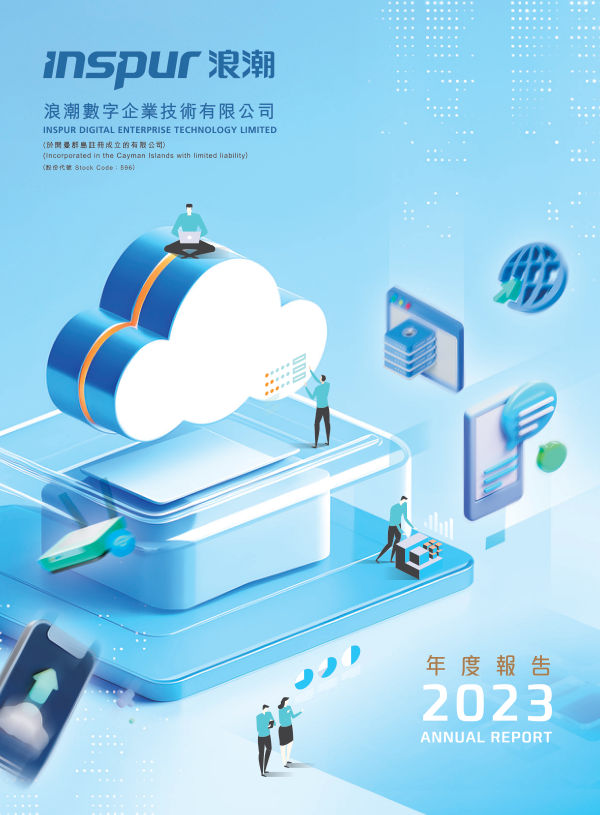 inspur 浪潮
浪潮數字企業技術有限公司
INSPUR DIGITAL ENTERPRISE TECHNOLOGY LIMITED
(於開曼群島註冊成立的有限公司)
(Incorporated in the Cayman Islands with limited liability)
(股份代號 Stock Code：596)
年度報告
2023
ANNUAL REPORT